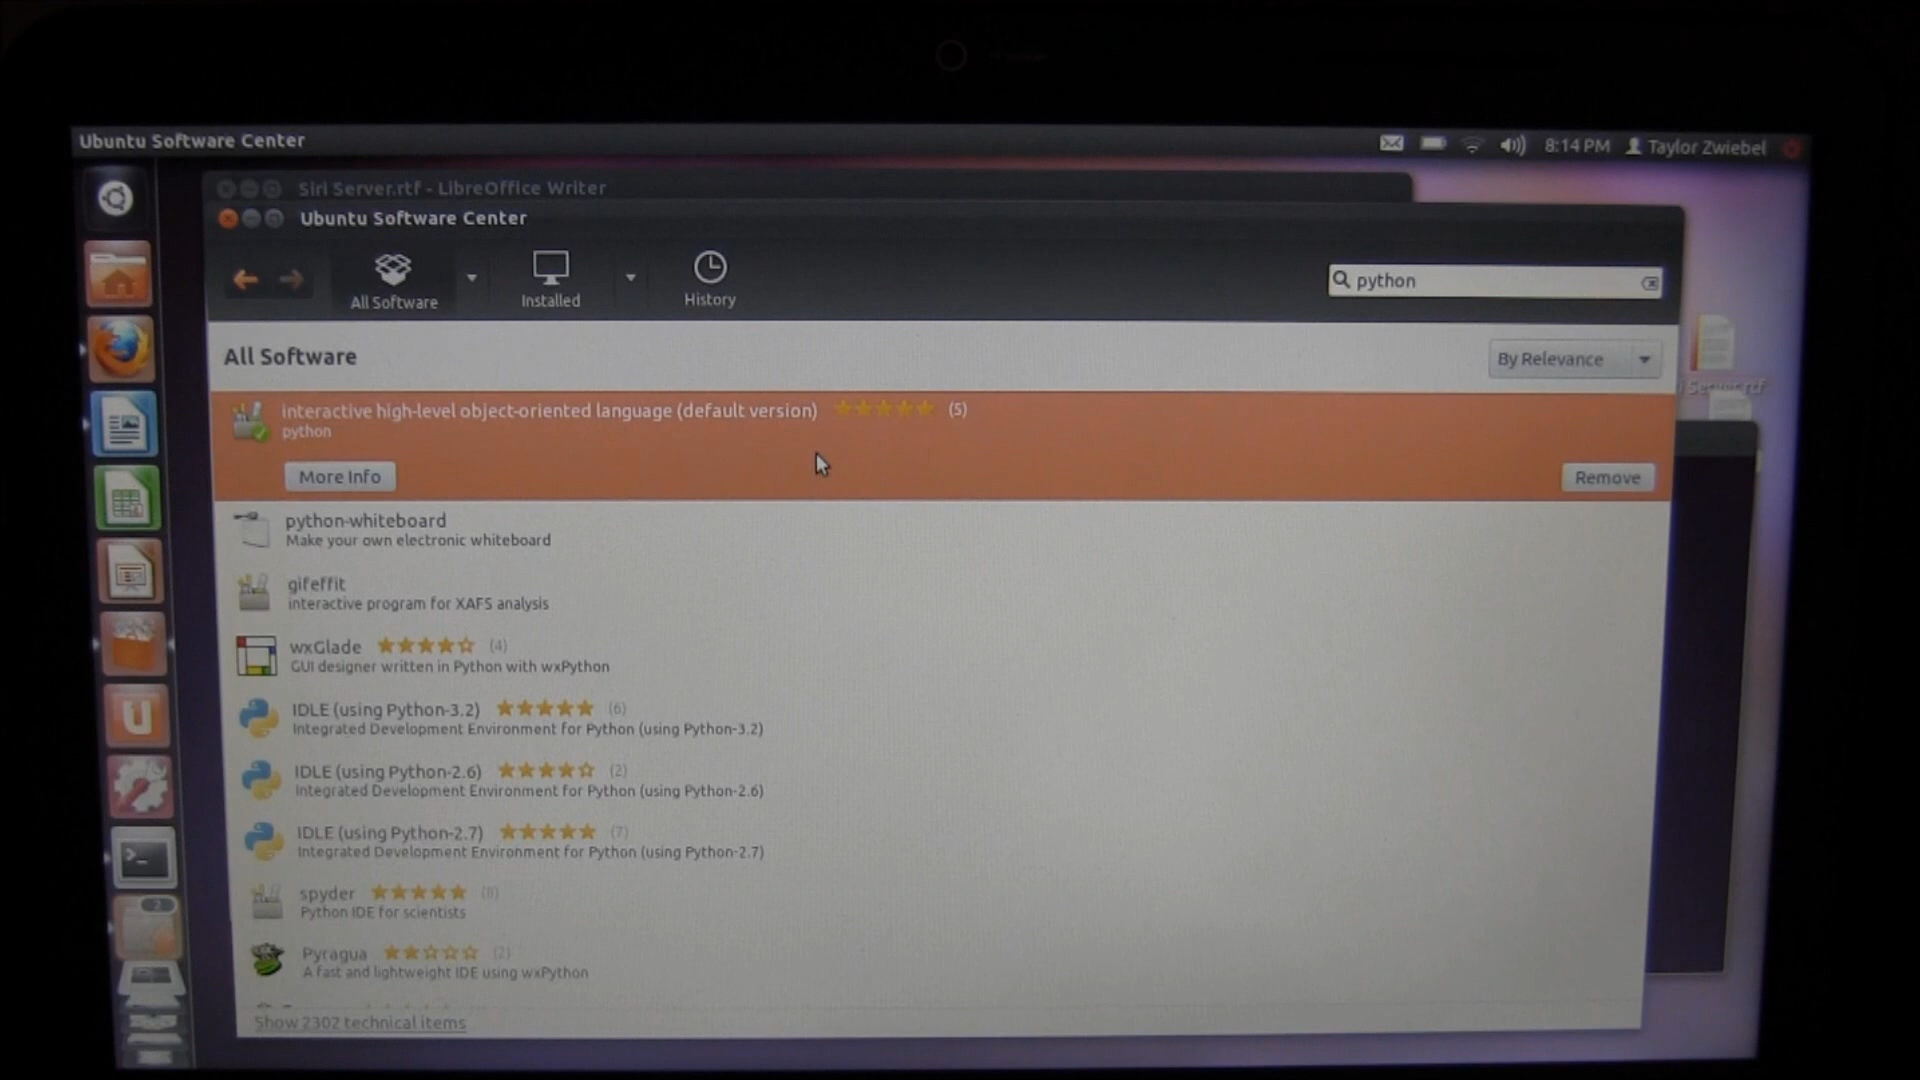 Ubuntu Software Center
8:14 PM Taylor Zwiebel
Siri Server.rtf - LibreOffice Writer
Ubuntu Software Center
All Software
Installed
History
python
All Software
By Relevance
interactive high-level object-oriented language (default version) (5)
python
More Info
Remove
python-whiteboard
Make your own electronic whiteboard
gifeffit
interactive program for XAFS analysis
wxGlade (4)
GUI designer written in Python with wxPython
IDLE (using Python-3.2) (6)
Integrated Development Environment for Python (using Python-3.2)
IDLE (using Python-2.6) (2)
Integrated Development Environment for Python (using Python-2.6)
IDLE (using Python-2.7) (7)
Integrated Development Environment for Python (using Python-2.7)
spyder (8)
Python IDE for scientists
Pyragua (2)
A fast and lightweight IDE using wxPython
Show 2302 technical items